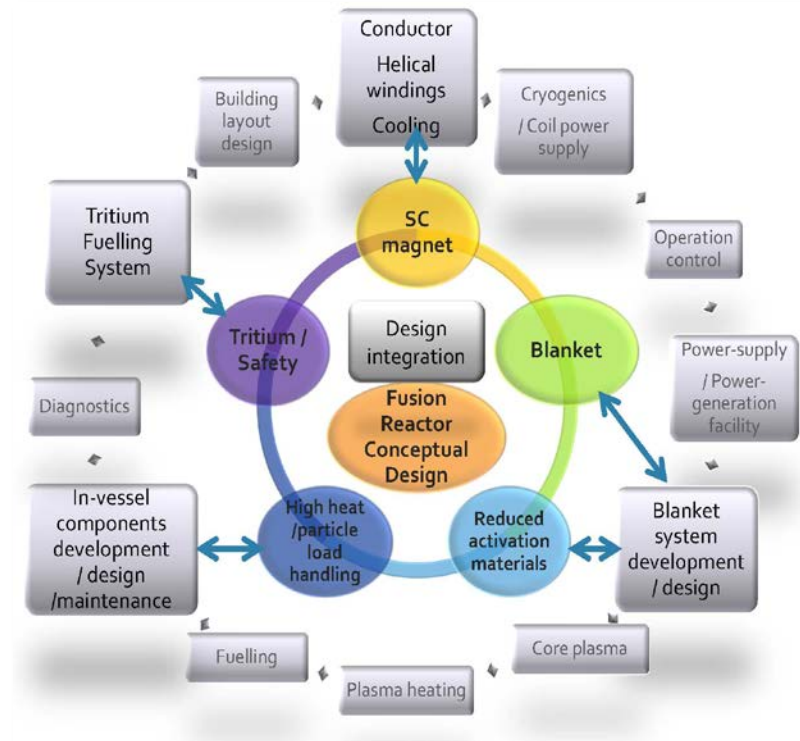 Conductor
Helical
windings
Cooling
Building
layout
design
Cryogenics
/ Coil power
supply
Tritium
Fuelling
System
SC
magnet
Operation
control
Tritium /
Safety
Design
integration
Blanket
Power-supply
/ Power-
generation
facility
Diagnostics
Fusion
Reactor
Conceptual
Design
In-vessel
components
development
/ design
/maintenance
High heat
/particle
load
handling
Reduced
activation
materials
Blanket
system
development
/ design
Fuelling
Plasma heating
Core plasma